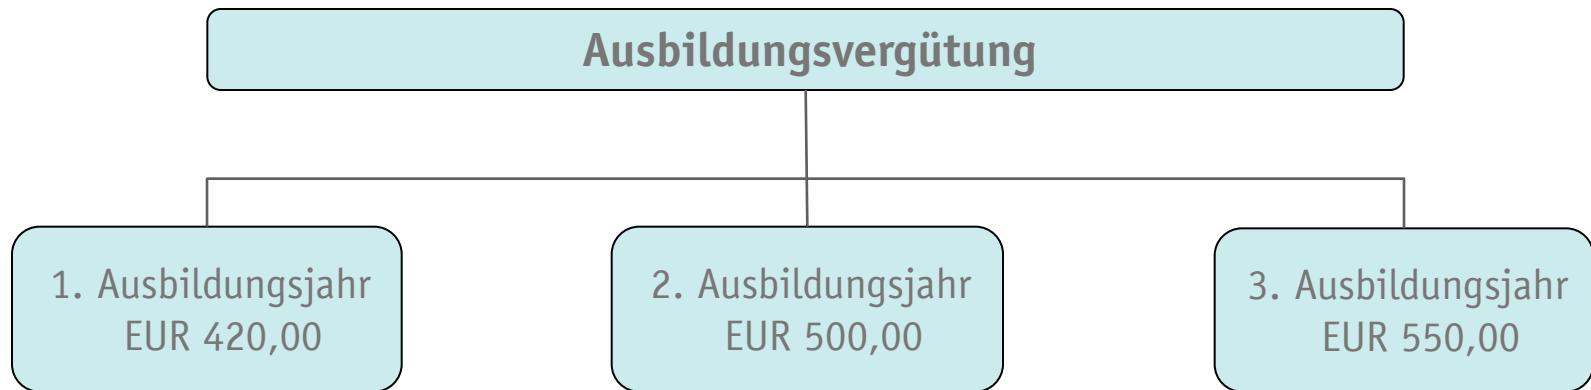 Ausbildungsvergütung
1. Ausbildungsjahr
EUR 420,00
2. Ausbildungsjahr
EUR 500,00
3. Ausbildungsjahr
EUR 550,00